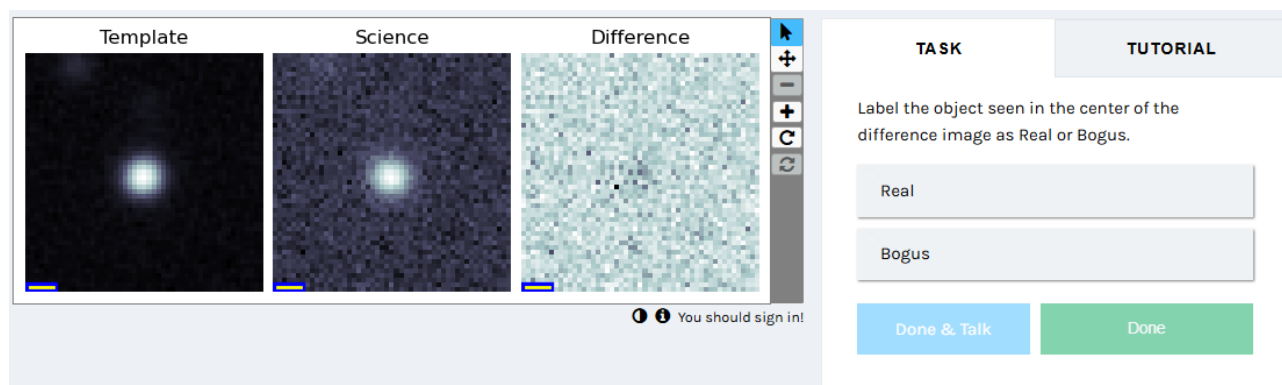 Template
Science
Difference
You should sign in!
TASK
TUTORIAL
Label the object seen in the center of the
difference image as Real or Bogus.
Real
Bogus
Done & Talk
Done